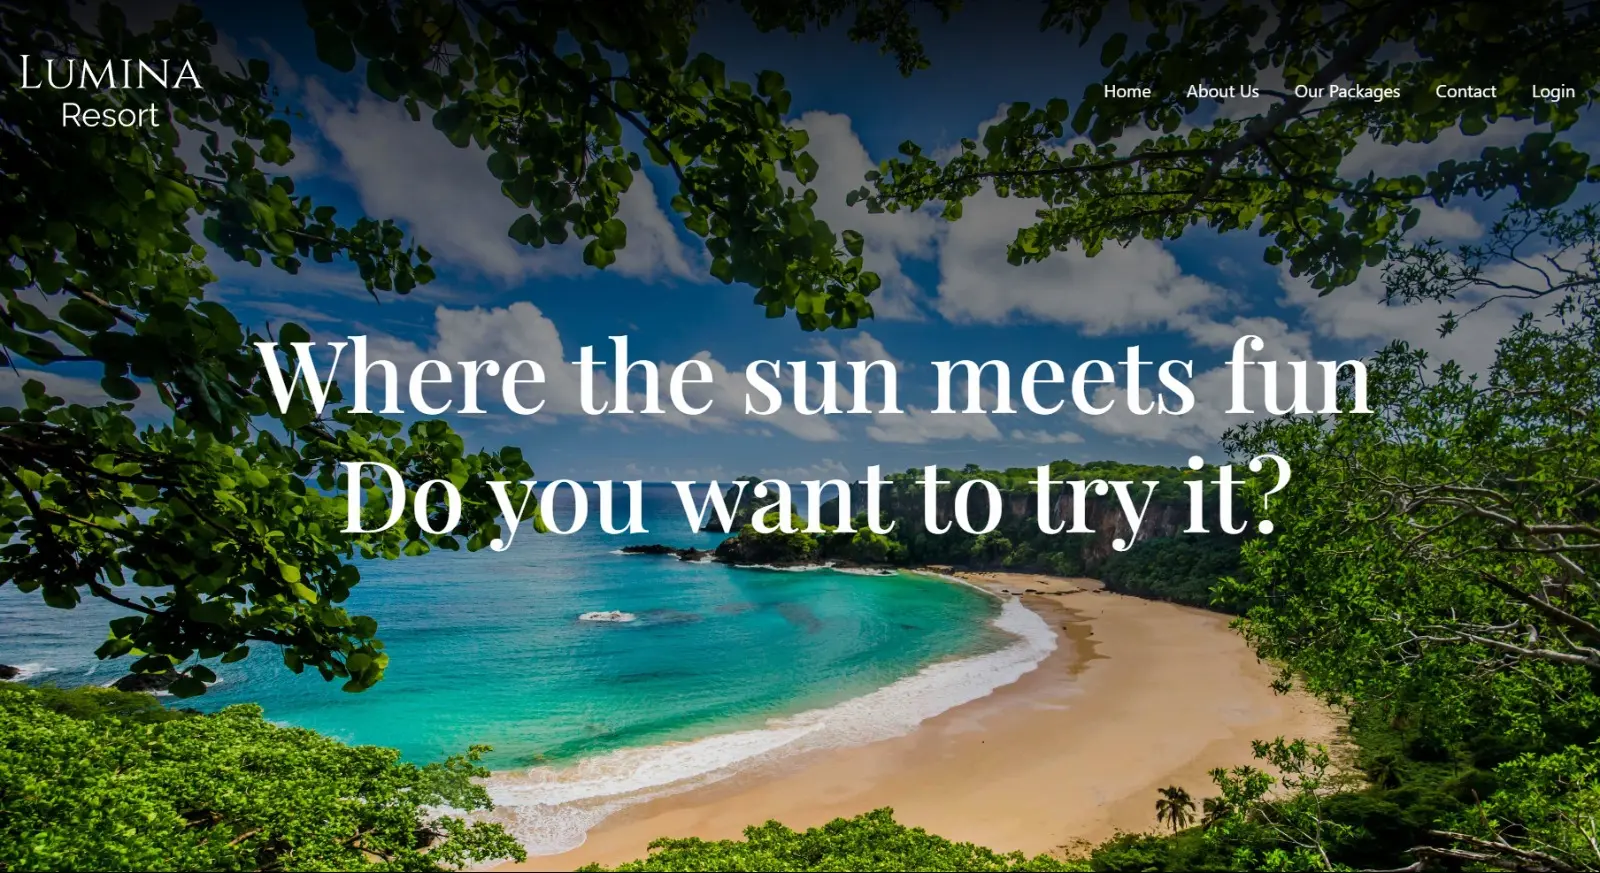 LUMINA
Resort
Home
About Us
Our Packages
Contact
Login
Where the sun meets fun
Do you want to try it?